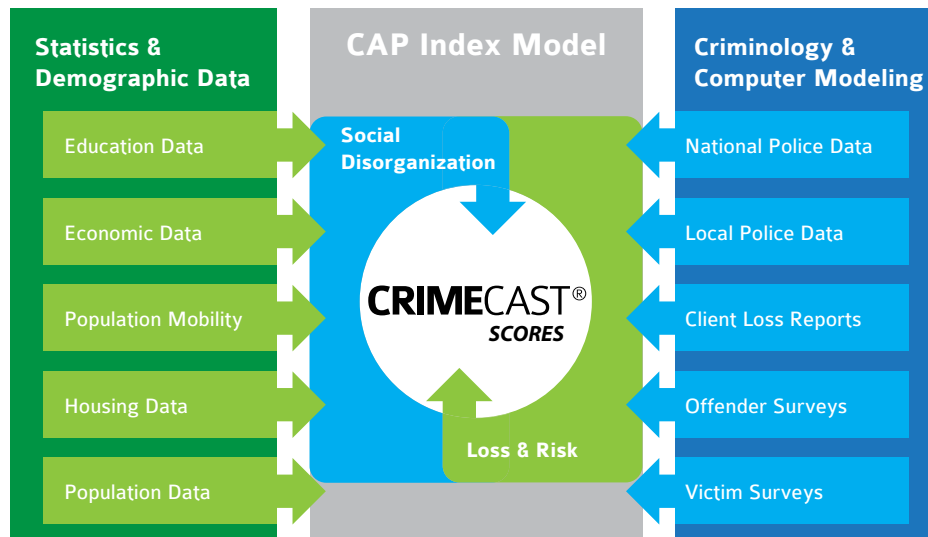 Statistics &
Demographic Data
Education Data
Economic Data
Population Mobility
Housing Data
Population Data
CAP Index Model
Social
Disorganization
CRIMECAST®
SCORES
Loss & Risk
Criminology &
Computer Modeling
National Police Data
Local Police Data
Client Loss Reports
Offender Surveys
Victim Surveys